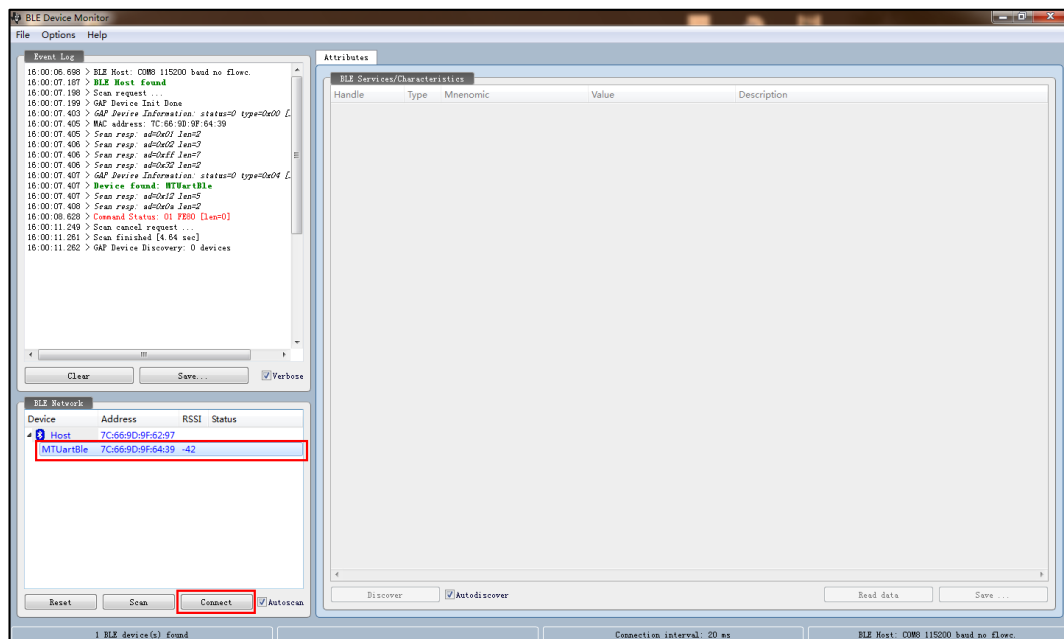 BLE Device Monitor
File Options Help
Event Log
16:00:06.698 > BLE Host: COM8 115200 baud no flowc.
16:00:07.187 > BLE Host found
16:00:07.198 > Scan request ...
16:00:07.199 > GAP Device Init Done
16:00:07.403 > GAP Device Information: status=0 type=0x00 [.
16:00:07.405 > MAC address: 7C:66:9D:9F:64:39
16:00:07.405 > Scan resp: ad=0x01 len=2
16:00:07.406 > Scan resp: ad=0x02 len=3
16:00:07.406 > Scan resp: ad=0xff len=7
16:00:07.406 > Scan resp: ad=0x32 len=2
16:00:07.407 > GAP Device Information: status=0 type=0x04 [.
16:00:07.407 > Device found: MTUartBle
16:00:07.407 > Scan resp: ad=0x12 len=5
16:00:07.408 > Scan resp: ad=0x0a len=2
16:00:08.628 > Command Status: 01 FE80 [len=0]
16:00:11.249 > Scan cancel request ...
16:00:11.261 > Scan finished [4.64 sec]
16:00:11.262 > GAP Device Discovery: 0 devices
Clear Save... Verbose
BLE Network
Device Address RSSI Status
Host 7C:66:9D:9F:62:97
MTUartBle 7C:66:9D:9F:64:39 -42
Reset Scan Connect Autoscan
Attributes
BLE Services/Characteristics
Handle Type Mnenomic Value Description
Discover Autodiscover Read data Save ...
1 BLE device(s) found Connection interval: 20 ms BLE Host: COM8 115200 baud no flowc.